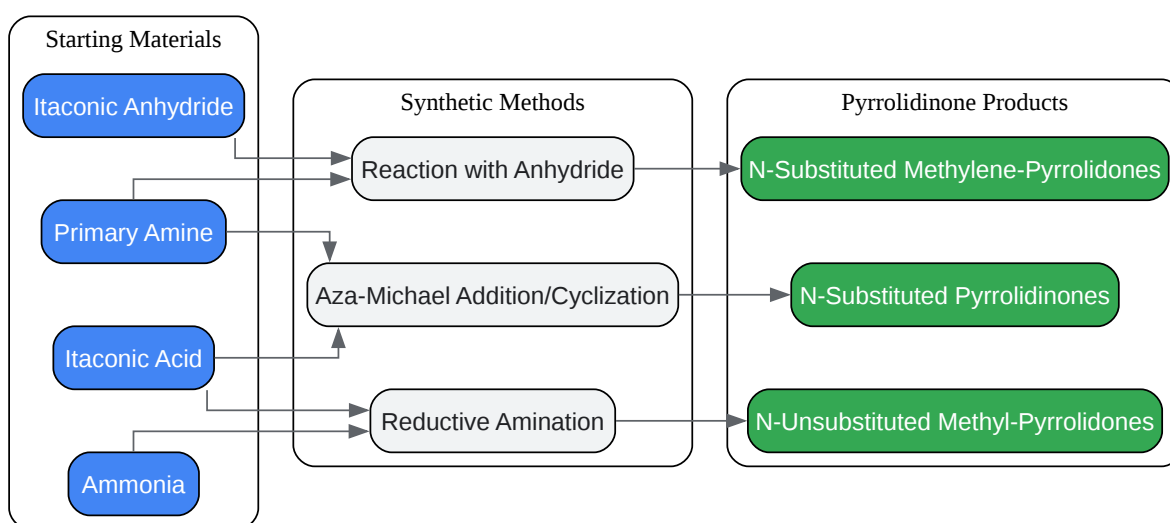 Starting Materials
Itaconic Anhydride
Primary Amine
Itaconic Acid
Ammonia
Synthetic Methods
Reaction with Anhydride
Aza-Michael Addition/Cyclization
Reductive Amination
Pyrrolidinone Products
N-Substituted Methylene-Pyrrolidones
N-Substituted Pyrrolidinones
N-Unsubstituted Methyl-Pyrrolidones